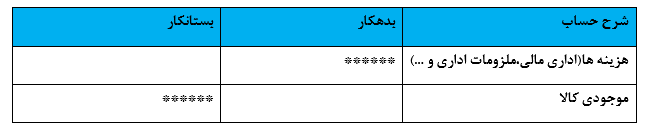 شرح حساب بدهکار بستانکار
هزینه ها(اداری مالی،ملزومات اداری و ...) ******
موجودی کالا ******